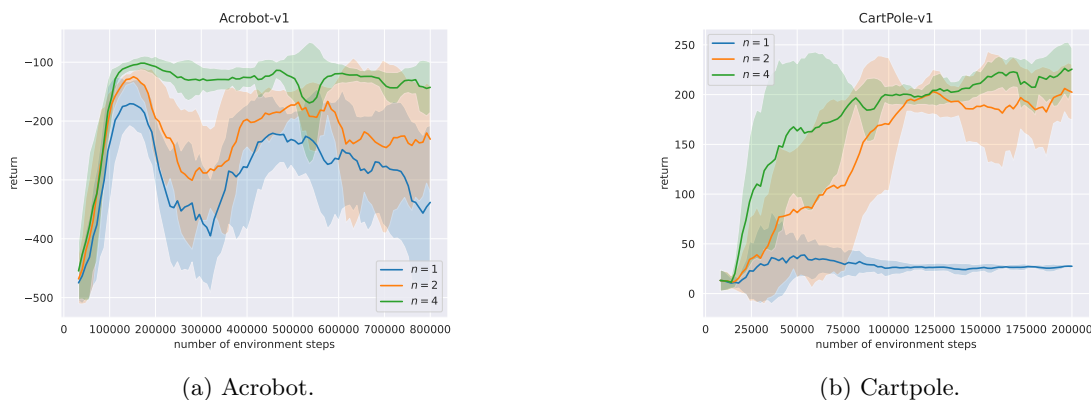 Acrobot-v1
−100
−200
−300
−400
−500
return
n = 1
n = 2
n = 4
0 100000 200000 300000 400000 500000 600000 7000000 800000
number of environment steps
(a) Acrobot.
CartPole-v1
n = 1
n = 2
n = 4
250
200
150
100
50
0
return
0 25000 50000 75000 100000 125000 150000 175000 200000
number of environment steps
(b) Cartpole.